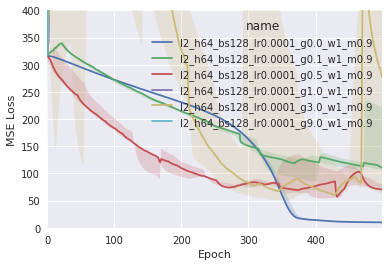 name
l2_h64_bs128_lr0.0001_g0.0_w1_m0.9
l2_h64_bs128_lr0.0001_g0.1_w1_m0.9
l2_h64_bs128_lr0.0001_g0.5_w1_m0.9
l2_h64_bs128_lr0.0001_g1.0_w1_m0.9
l2_h64_bs128_lr0.0001_g3.0_w1_m0.9
l2_h64_bs128_lr0.0001_g9.0_w1_m0.9
MSE Loss
400
350
300
250
200
150
100
50
0
0 100 200 300 400
Epoch